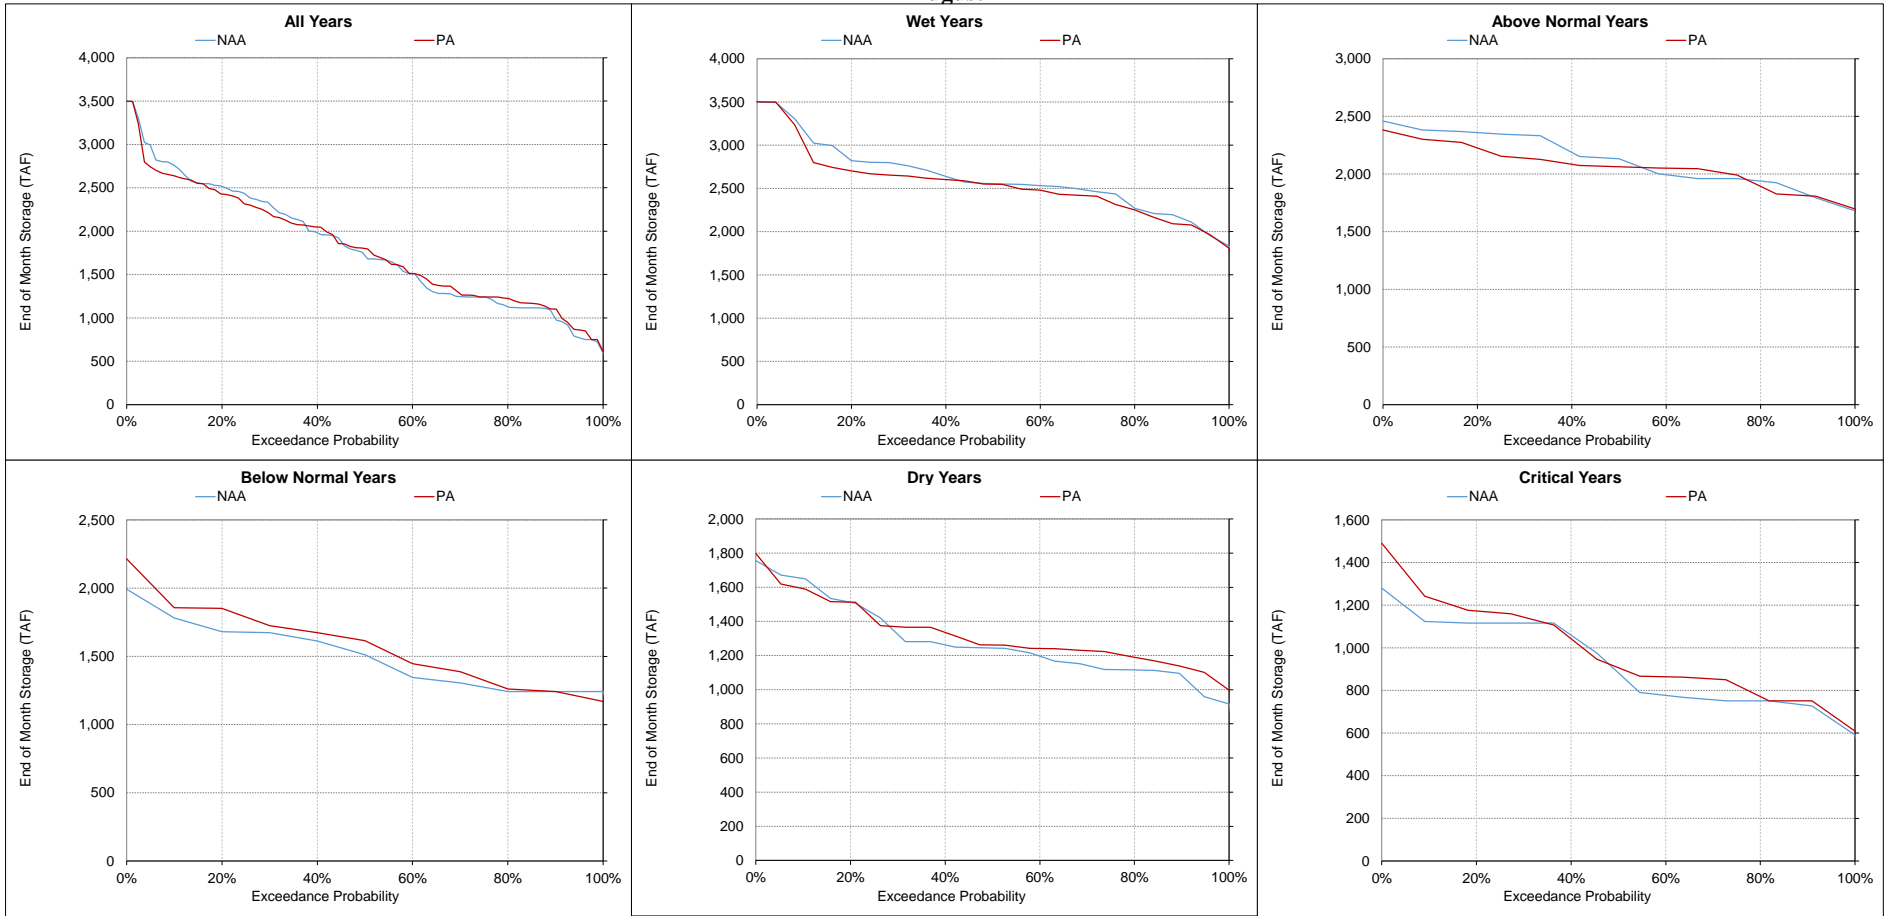 All Years
NAA PA
4,000
3,500
3,000
2,500
2,000
1,500
1,000
500
0
End of Month Storage (TAF)
0% 20% 40% 60% 80% 100%
Exceedance Probability
Wet Years
NAA PA
4,000
3,500
3,000
2,500
2,000
1,500
1,000
500
0
End of Month Storage (TAF)
0% 20% 40% 60% 80% 100%
Exceedance Probability
Above Normal Years
NAA PA
3,000
2,500
2,000
1,500
1,000
500
0
End of Month Storage (TAF)
0% 20% 40% 60% 80% 100%
Exceedance Probability
Below Normal Years
NAA PA
2,500
2,000
1,500
1,000
500
0
End of Month Storage (TAF)
0% 20% 40% 60% 80% 100%
Exceedance Probability
Dry Years
NAA PA
2,000
1,800
1,600
1,400
1,200
1,000
800
600
400
200
0
End of Month Storage (TAF)
0% 20% 40% 60% 80% 100%
Exceedance Probability
Critical Years
NAA PA
1,600
1,400
1,200
1,000
800
600
400
200
0
End of Month Storage (TAF)
0% 20% 40% 60% 80% 100%
Exceedance Probability